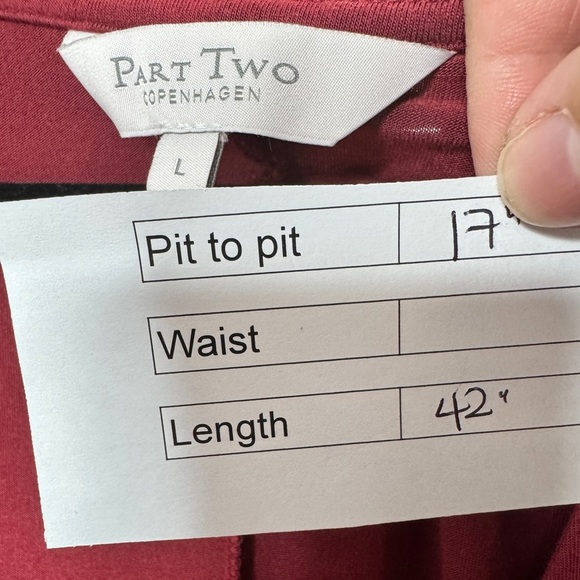 PART TWO
COPENHAGEN
L
Pit to pit 17"
Waist
Length 42"